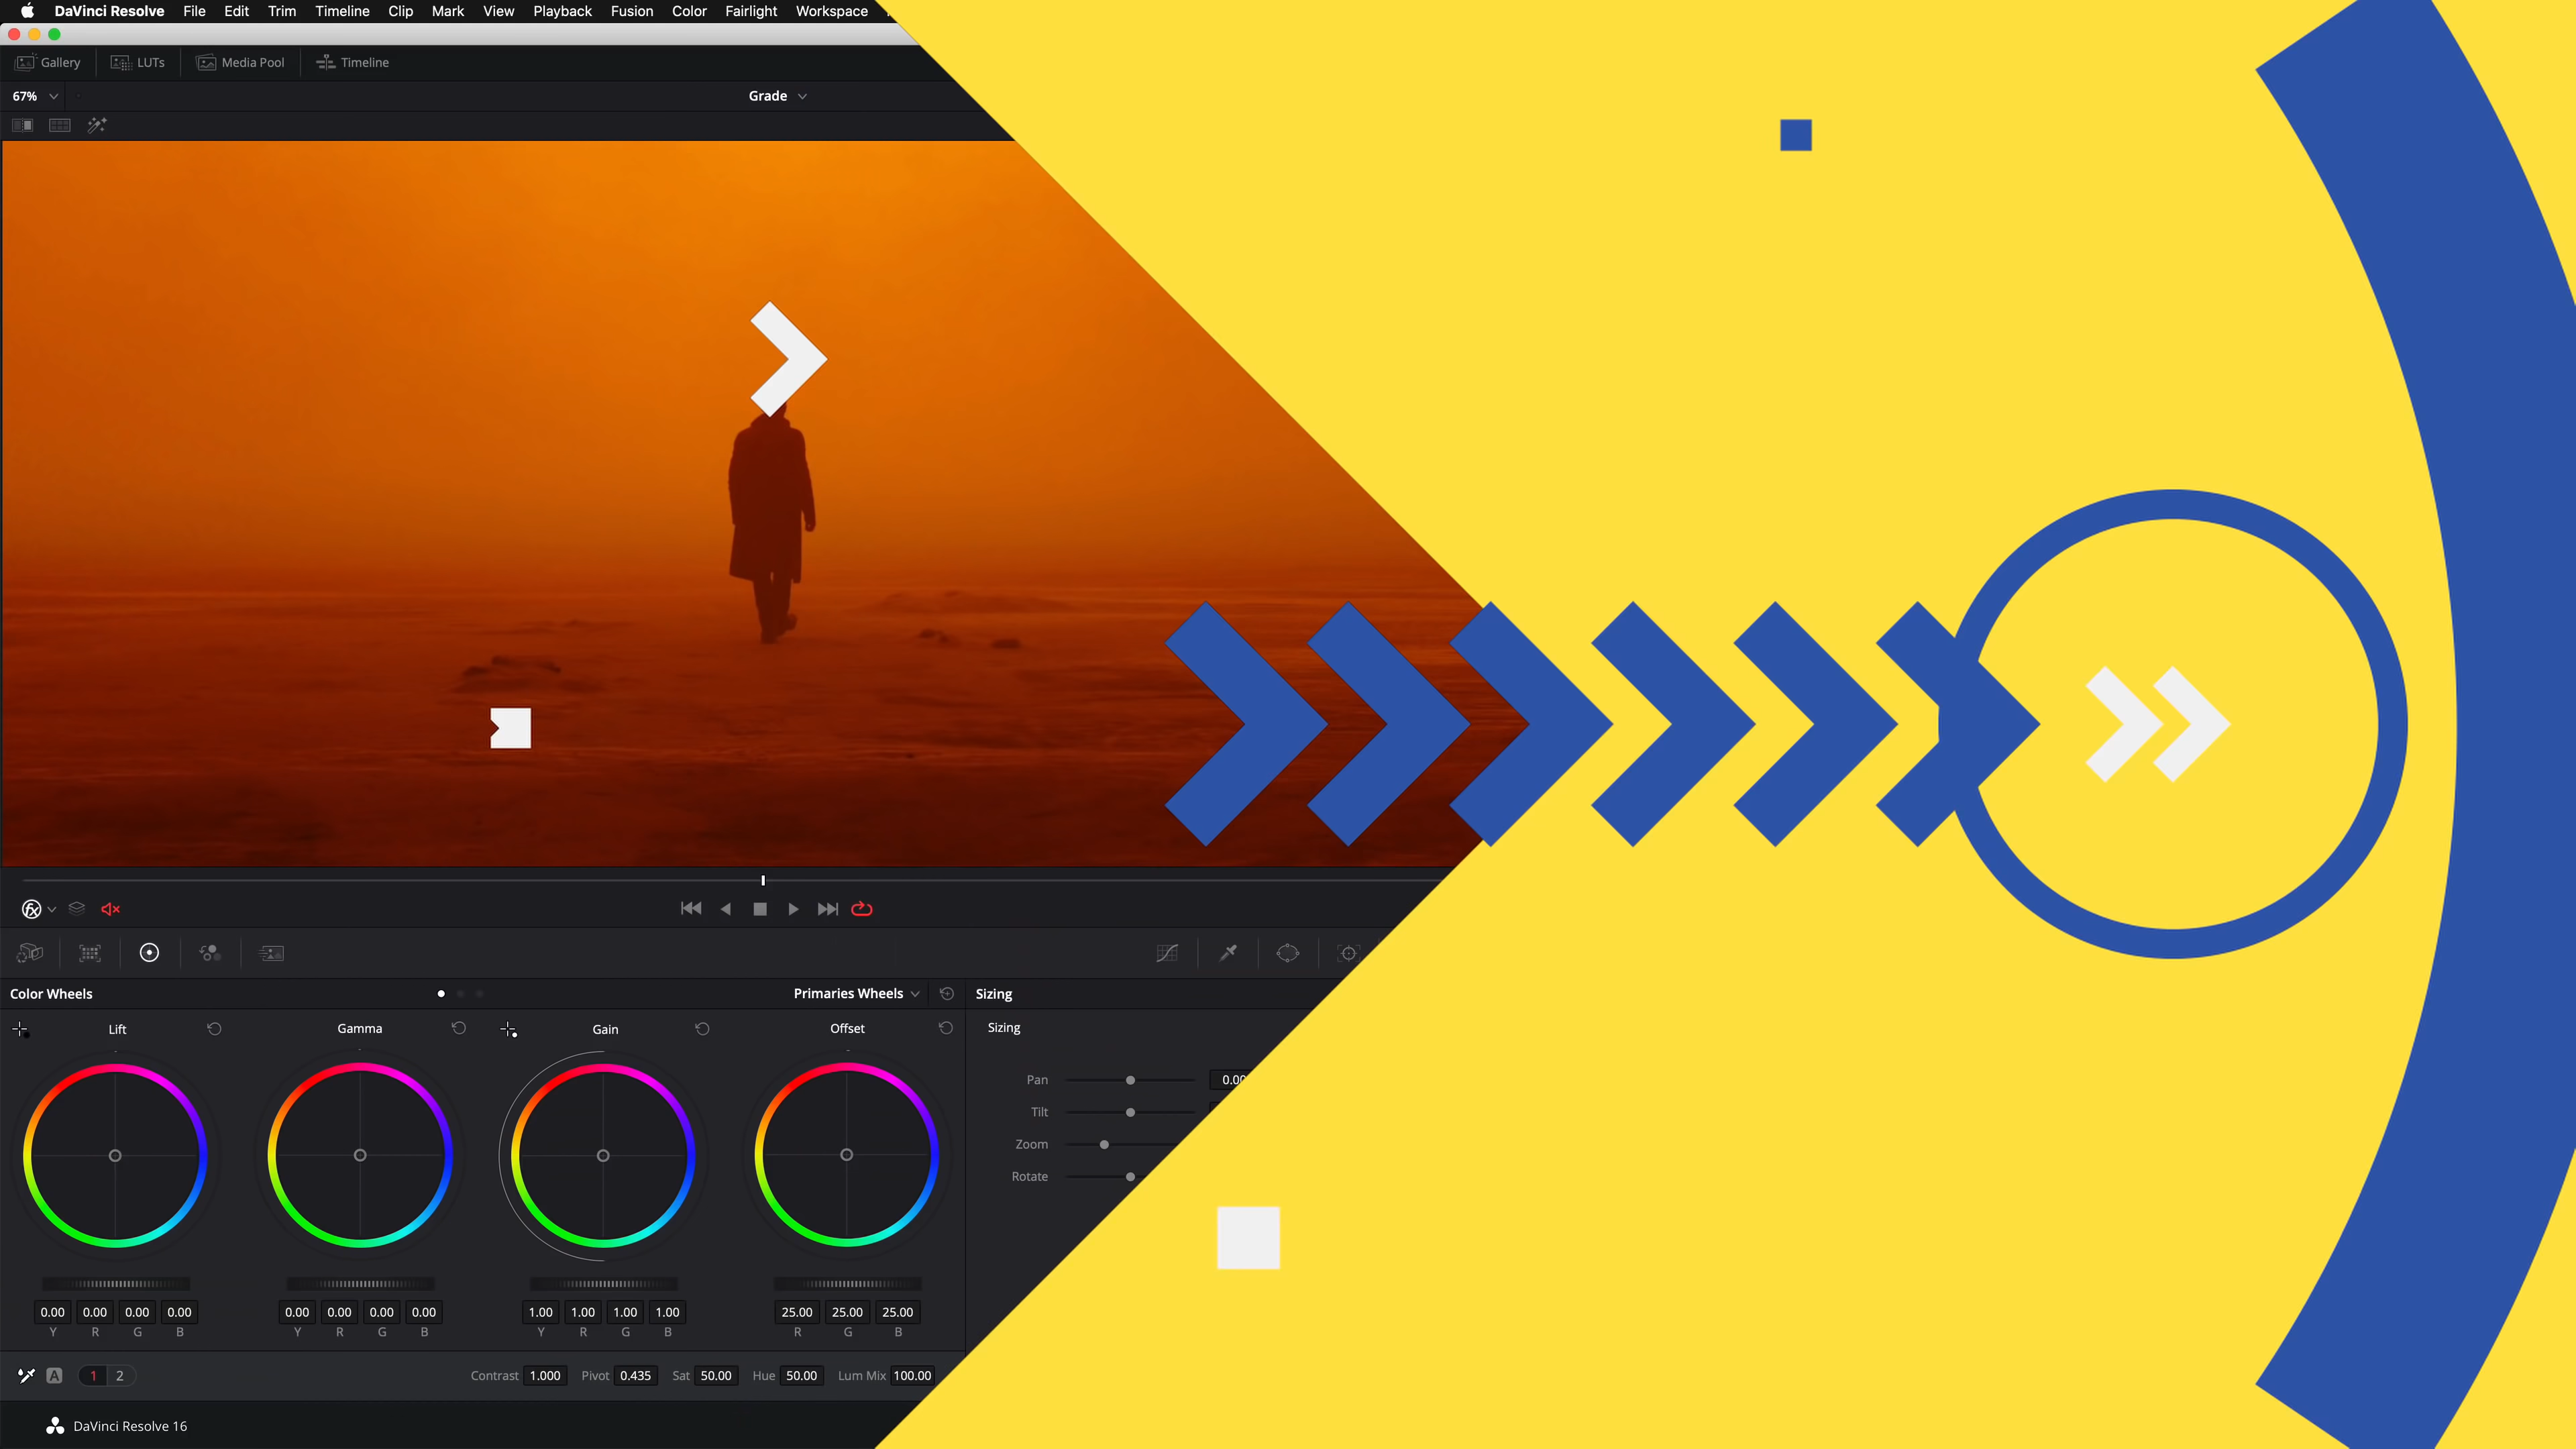 DaVinci Resolve File Edit Trim Timeline Clip Mark View Playback Fusion Color Fairlight Workspace
Gallery LUTs Media Pool Timeline
67% Grade
Color Wheels Primaries Wheels Sizing
Lift Gamma Gain Offset Sizing
Pan 0.00
Tilt
Zoom
Rotate
0.00 0.00 0.00 0.00 0.00 0.00 0.00 0.00 1.00 1.00 1.00 1.00 25.00 25.00 25.00
Y R G B Y R G B Y R G B R G B
A 1 2 Contrast 1.000 Pivot 0.435 Sat 50.00 Hue 50.00 Lum Mix 100.00
DaVinci Resolve 16